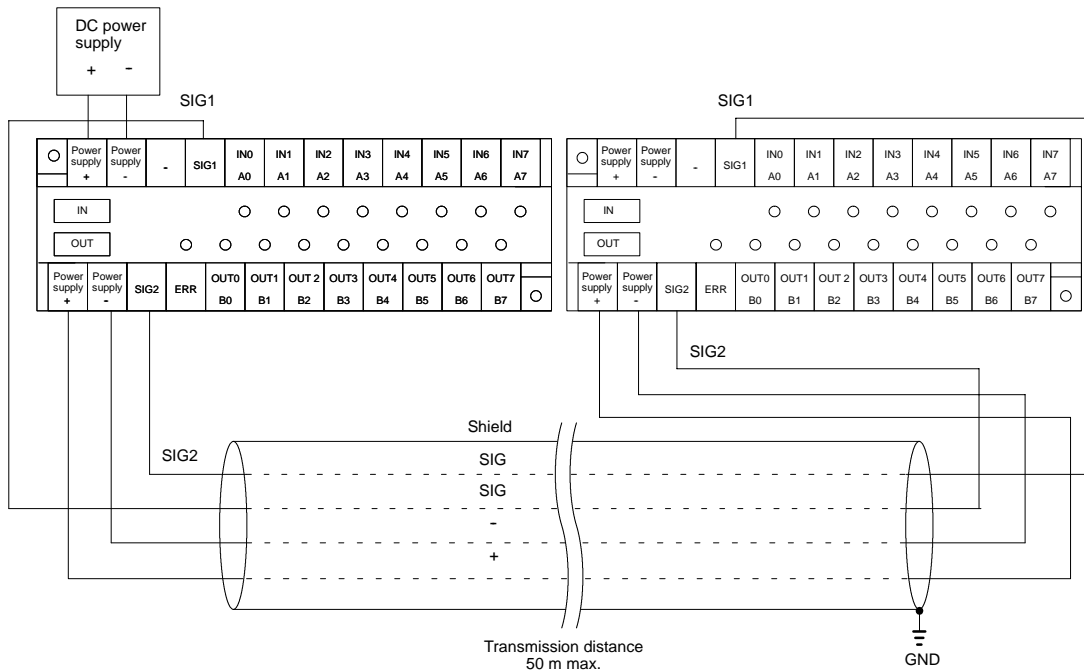 DC power
supply
+ -
SIG1
SIG1
Power
supply
+
Power
supply
-
-
SIG1
IN0
A0
IN1
A1
IN2
A2
IN3
A3
IN4
A4
IN5
A5
IN6
A6
IN7
A7
IN
OUT
Power
supply
+
Power
supply
-
SIG2
ERR
OUT0
B0
OUT1
B1
OUT 2
B2
OUT3
B3
OUT4
B4
OUT5
B5
OUT6
B6
OUT7
B7
Power
supply
+
Power
supply
-
-
SIG1
IN0
A0
IN1
A1
IN2
A2
IN3
A3
IN4
A4
IN5
A5
IN6
A6
IN7
A7
IN
OUT
Power
supply
+
Power
supply
-
SIG2
ERR
OUT0
B0
OUT1
B1
OUT 2
B2
OUT3
B3
OUT4
B4
OUT5
B5
OUT6
B6
OUT7
B7
SIG2
Shield
SIG2
SIG
SIG
-
+
Transmission distance
50 m max.
GND